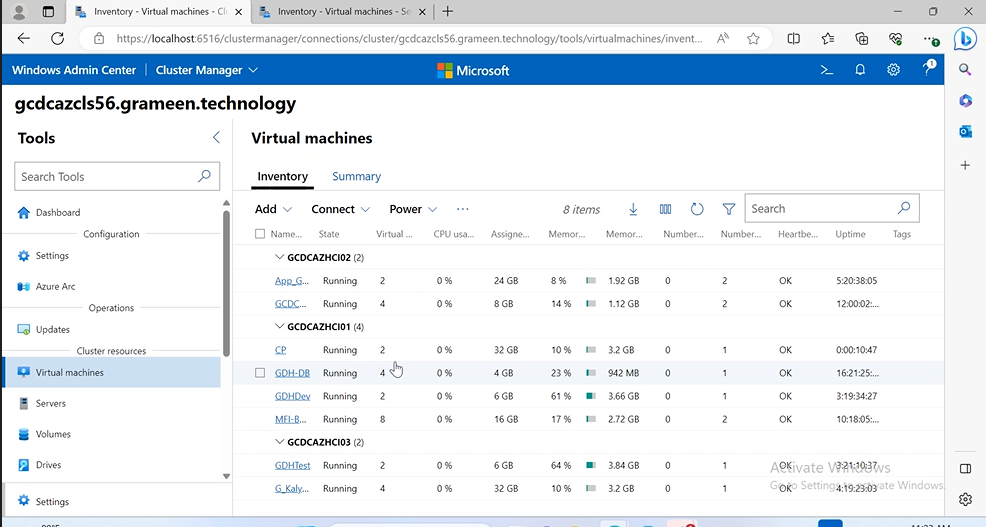 Inventory - Virtual machines - Cl
Inventory - Virtual machines - Se
https://localhost:6516/clustermanager/connections/cluster/gcdcazcls56.grameen.technology/tools/virtualmachines/invent...
Windows Admin Center
Cluster Manager
Microsoft
gcdcazcls56.grameen.technology
Tools
Search Tools
Dashboard
Configuration
Settings
Azure Arc
Operations
Updates
Cluster resources
Virtual machines
Servers
Volumes
Drives
Settings
Virtual machines
Inventory Summary
Add Connect Power ... 8 items Search
Name... State Virtual ... CPU usa... Assigne... Memor... Memor... Number... Number... Heartbe... Uptime Tags
GCDCAZHCI02 (2)
App_G... Running 2 0 % 24 GB 8 % 1.92 GB 0 2 OK 5:20:38:05
GCDC... Running 4 0 % 8 GB 14 % 1.12 GB 0 2 OK 12:00:02:...
GCDCAZHCI01 (4)
CP Running 2 0 % 32 GB 10 % 3.2 GB 0 1 OK 0:00:10:47
GDH-DB Running 4 0 % 4 GB 23 % 942 MB 0 1 OK 16:21:25:...
GDHDev Running 2 0 % 6 GB 61 % 3.66 GB 0 1 OK 3:19:34:27
MFI-B... Running 8 0 % 16 GB 17 % 2.72 GB 0 2 OK 10:18:05:...
GCDCAZHCI03 (2)
GDHTest Running 2 0 % 6 GB 64 % 3.84 GB 0 1 OK 3:21:10:37
G_Kaly... Running 4 0 % 32 GB 10 % 3.2 GB 0 1 OK 4:19:23:03
Activate Windows
Go to Settings to activate Windows.